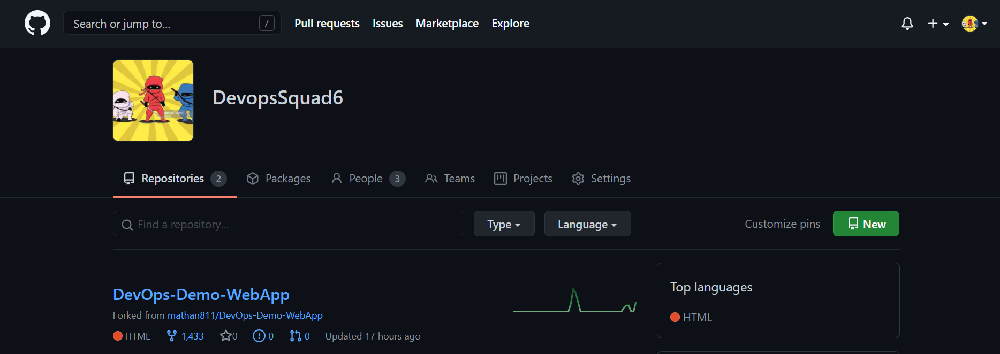 Search or jump to... /
Pull requests
Issues
Marketplace
Explore
DevopsSquad6
Repositories 2
Packages
People 3
Teams
Projects
Settings
Find a repository...
Type
Language
Customize pins
New
DevOps-Demo-WebApp
Forked from mathan811/DevOps-Demo-WebApp
HTML 1,433 0 0 0 Updated 17 hours ago
Top languages
HTML